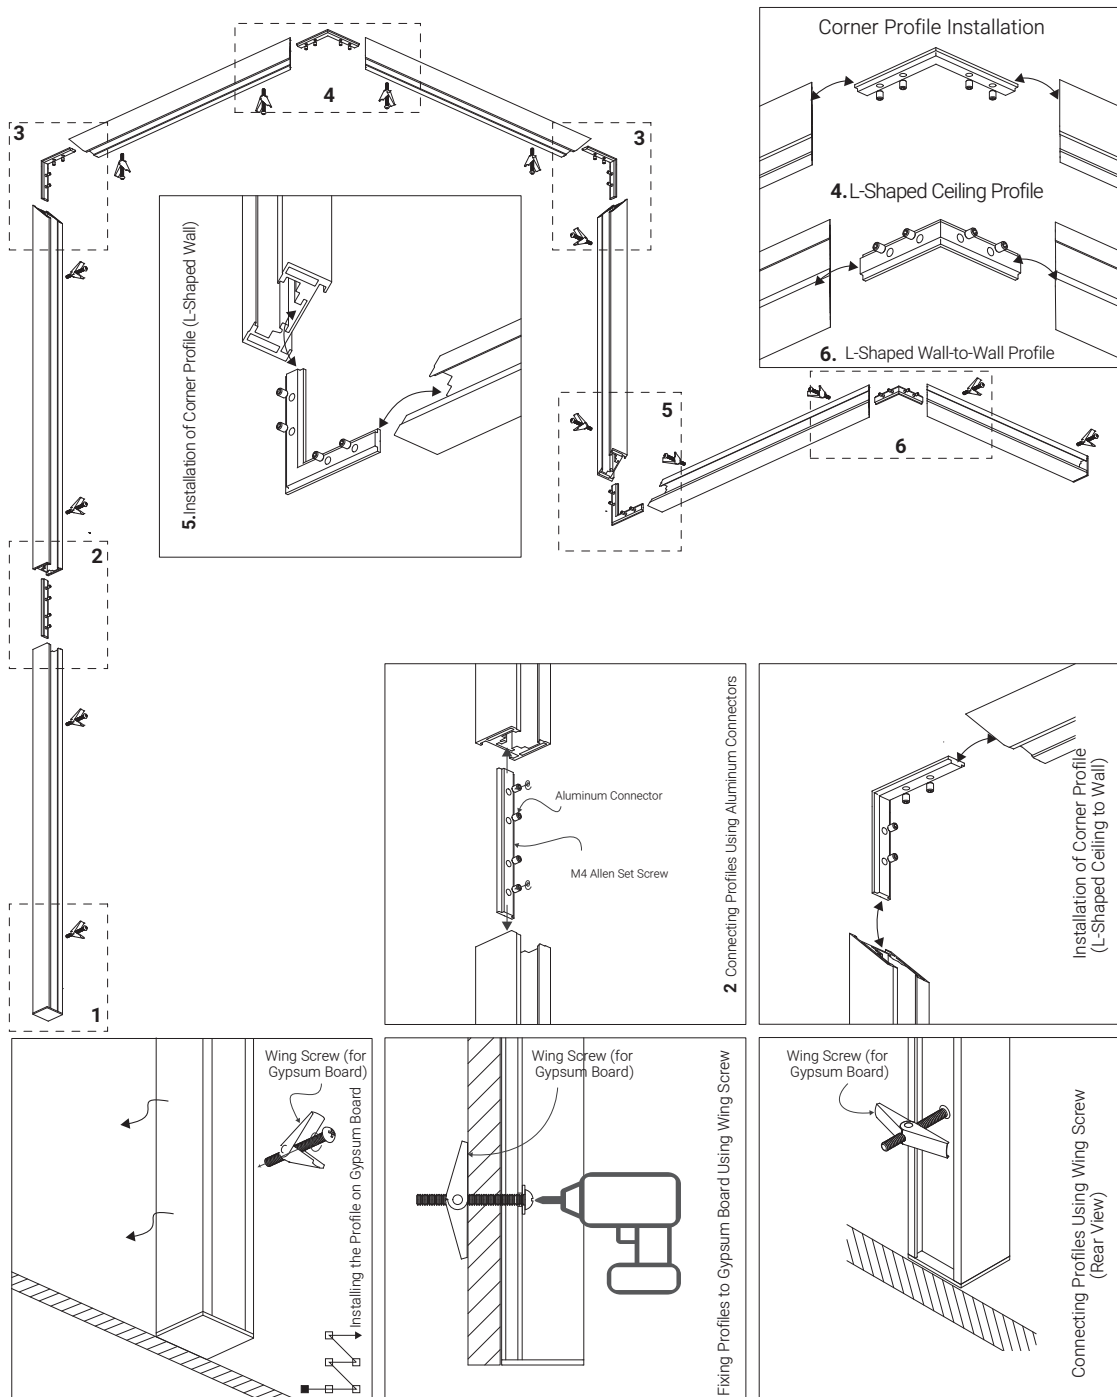 Corner Profile Installation
4.L-Shaped Ceiling Profile
6. L-Shaped Wall-to-Wall Profile
4
3
3
5.Installation of Corner Profile (L-Shaped Wall)
5
6
2
1
Aluminum Connector
M4 Allen Set Screw
2 Connecting Profiles Using Aluminum Connectors
Installation of Corner Profile
(L-Shaped Ceiling to Wall)
Wing Screw (for
Gypsum Board)
Installing the Profile on Gypsum Board
Wing Screw (for
Gypsum Board)
Fixing Profiles to Gypsum Board Using Wing Screw
Wing Screw (for
Gypsum Board)
Connecting Profiles Using Wing Screw
(Rear View)